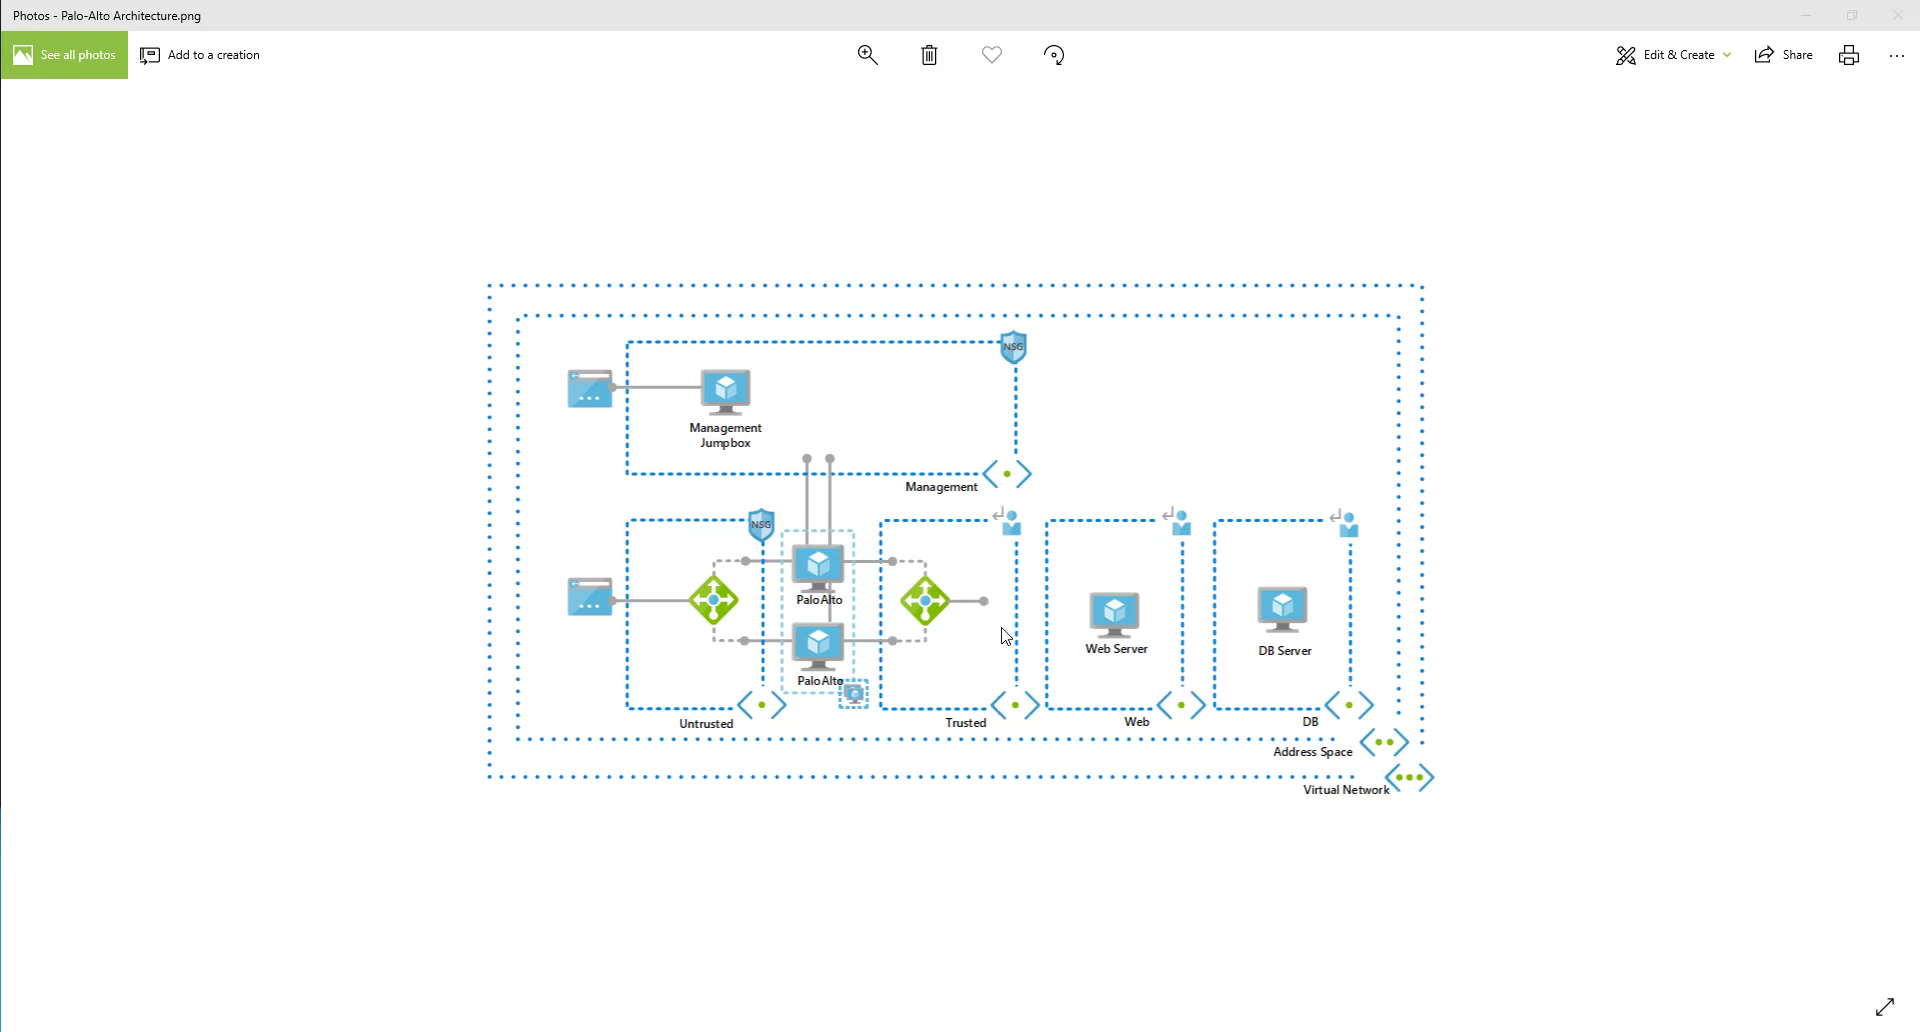 Photos - Palo-Alto Architecture.png
See all photos
Add to a creation
Edit & Create
Share
NSG
Management
Jumpbox
Management
NSG
Palo Alto
Web Server
DB Server
Palo Alto
Untrusted
Trusted
Web
DB
Address Space
Virtual Network